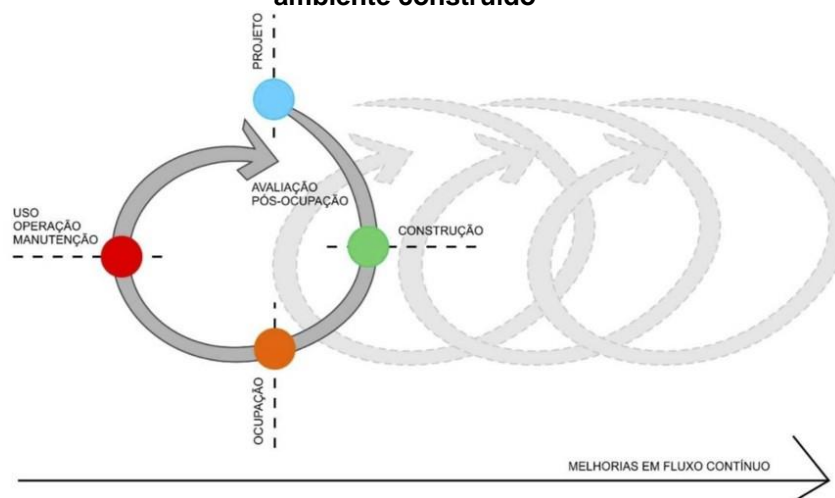 ambiente construído
PROJETO
AVALIAÇÃO
PÓS-OCUPAÇÃO
USO
OPERAÇÃO
MANUTENÇÃO
CONSTRUÇÃO
OCUPAÇÃO
MELHORIAS EM FLUXO CONTÍNUO